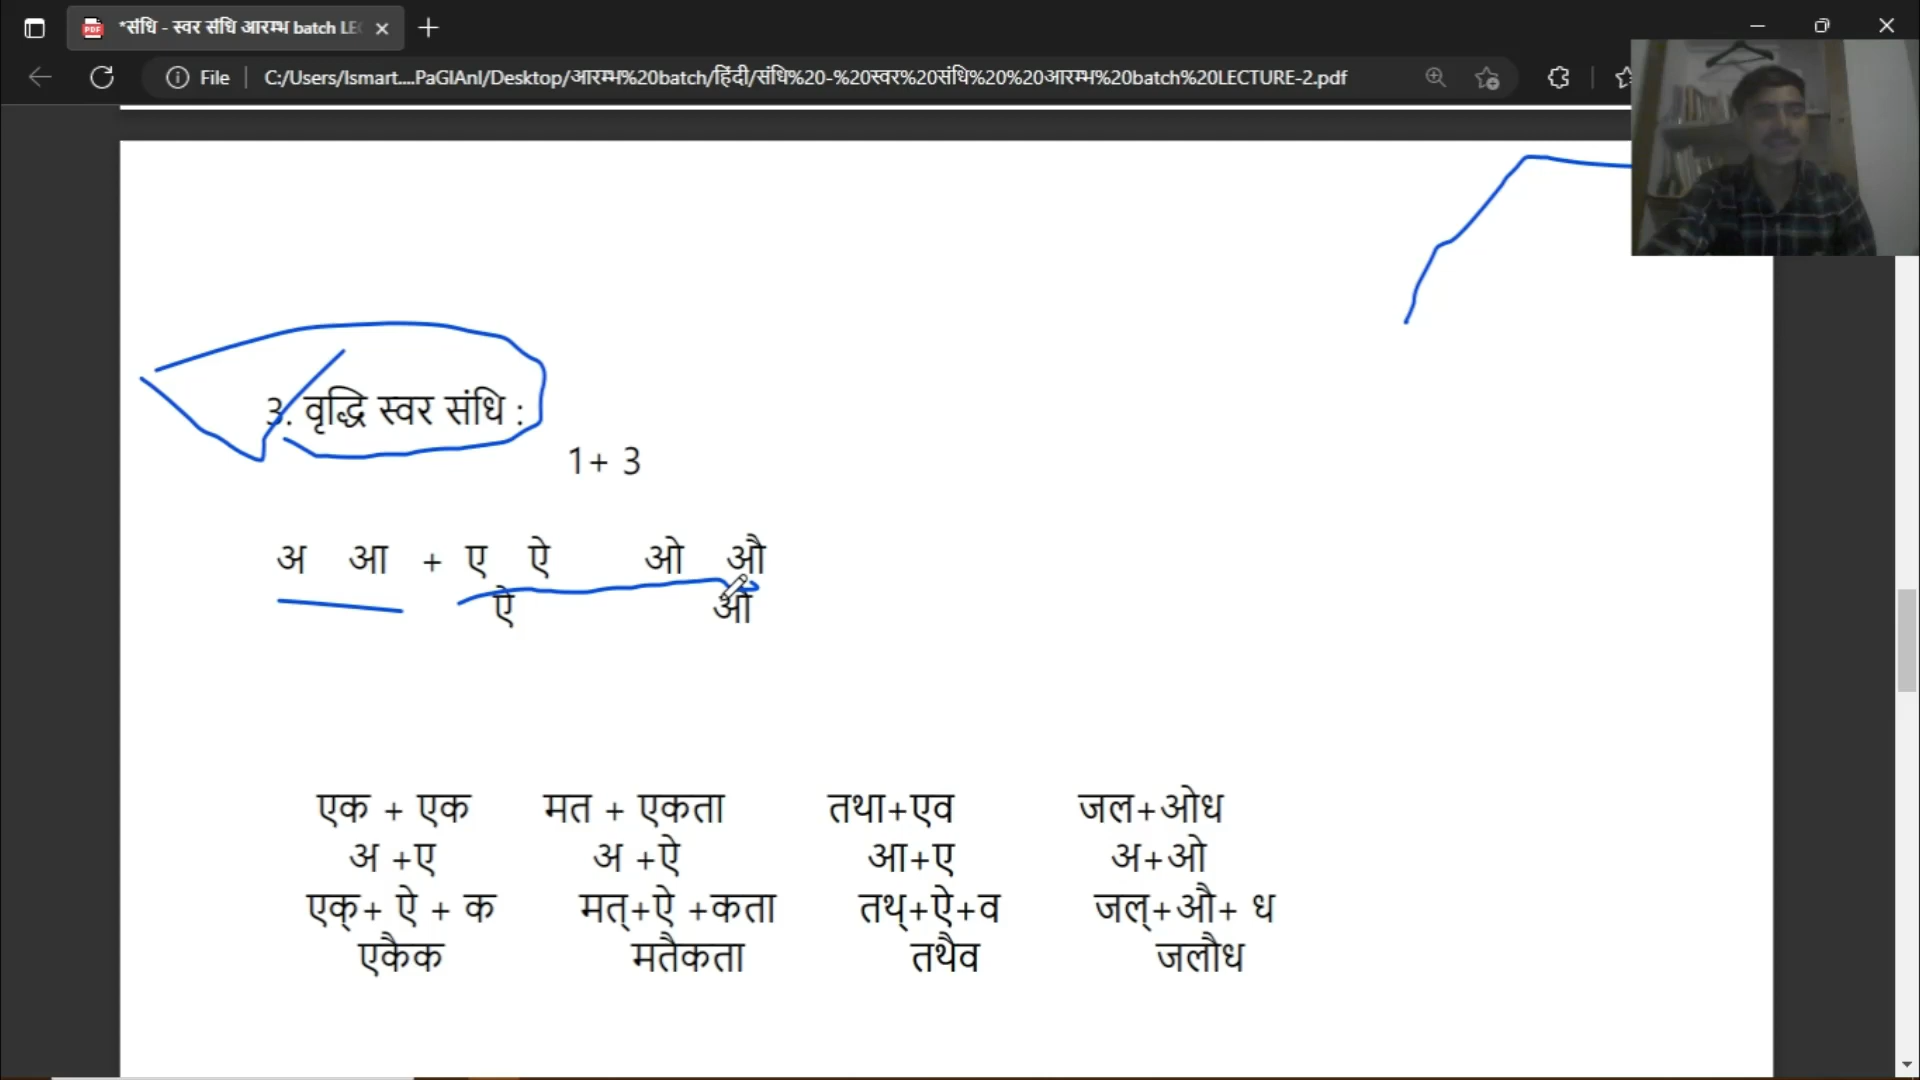 *संधि - स्वर संधि आरम्भ batch LE
File C:/Users/Ismart....PaGlAnI/Desktop/आरम्भ%20batch/हिंदी/संधि%20-%20स्वर%20संधि%20%20आरम्भ%20batch%20LECTURE-2.pdf
3. वृद्धि स्वर संधि :
1+ 3
अ आ + ए ऐ ओ औ
ऐ
एक + एक मत + एकता तथा+एव जल+ओध
अ +ए अ +ऐ आ+ए अ+ओ
एक्+ ऐ + क मत्+ऐ +कता तथ्+ऐ+व जल्+औ+ ध
एकैक मतैकता तथैव जलौध